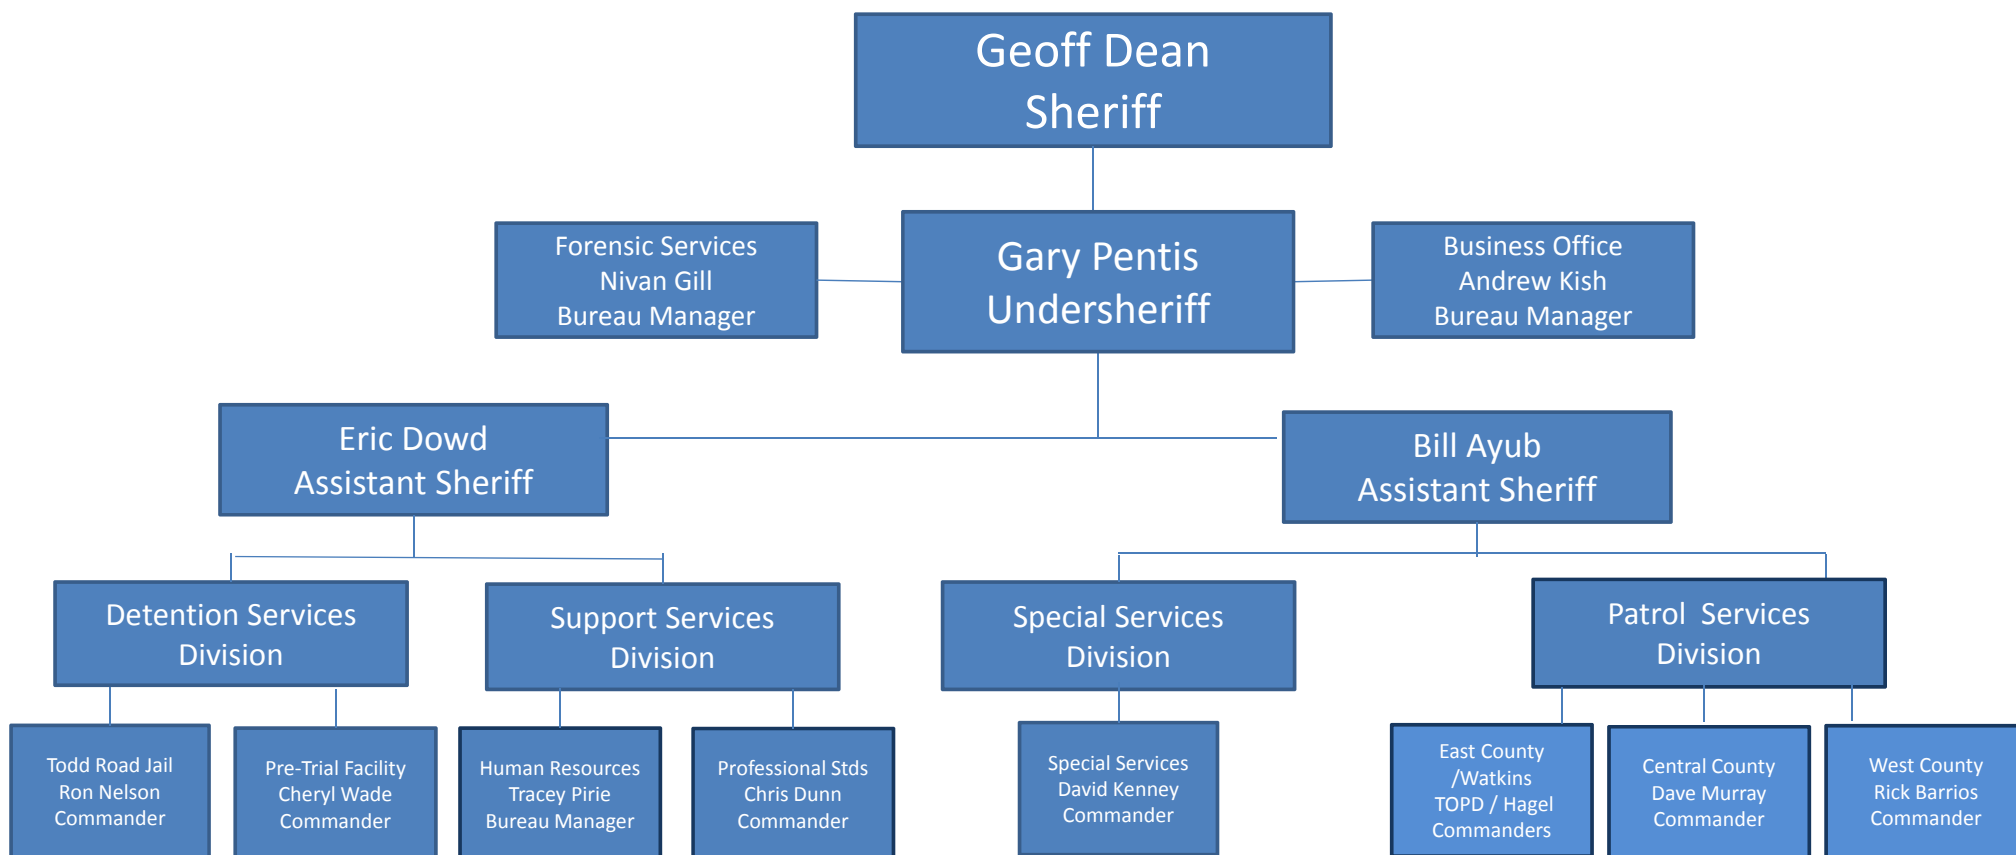 Geoff Dean
Sheriff
Forensic Services
Nivan Gill
Bureau Manager
Gary Pentis
Undersheriff
Business Office
Andrew Kish
Bureau Manager
Eric Dowd
Assistant Sheriff
Bill Ayub
Assistant Sheriff
Detention Services
Division
Support Services
Division
Special Services
Division
Patrol  Services
Division
Todd Road Jail
Ron Nelson
Commander
Pre-Trial Facility
Cheryl Wade
Commander
Human Resources
Tracey Pirie
Bureau Manager
Professional Stds
Chris Dunn
Commander
Special Services
David Kenney
Commander
East County
/Watkins
TOPD / Hagel
Commanders
Central County
Dave Murray
Commander
West County
Rick Barrios
Commander